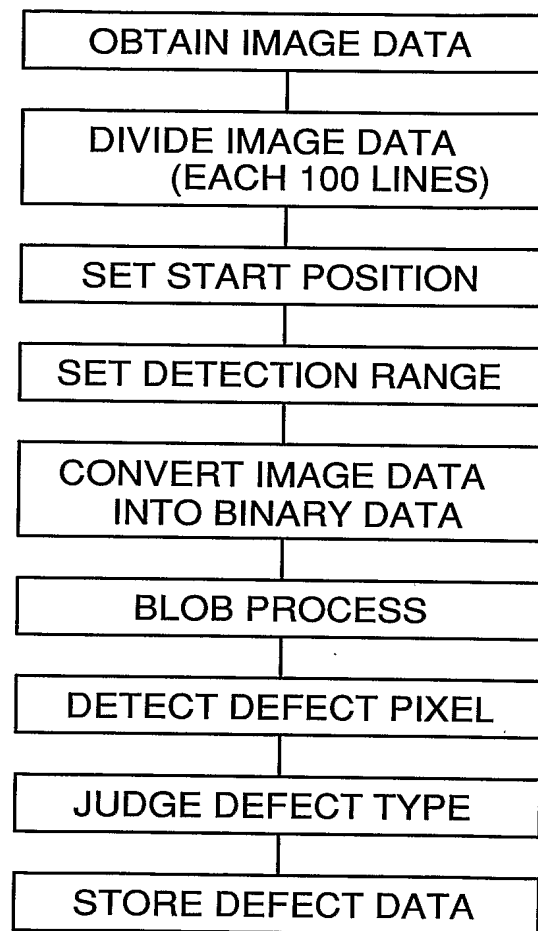 OBTAIN IMAGE DATA
DIVIDE IMAGE DATA
(EACH 100 LINES)
SET START POSITION
SET DETECTION RANGE
CONVERT IMAGE DATA
INTO BINARY DATA
BLOB PROCESS
DETECT DEFECT PIXEL
JUDGE DEFECT TYPE
STORE DEFECT DATA